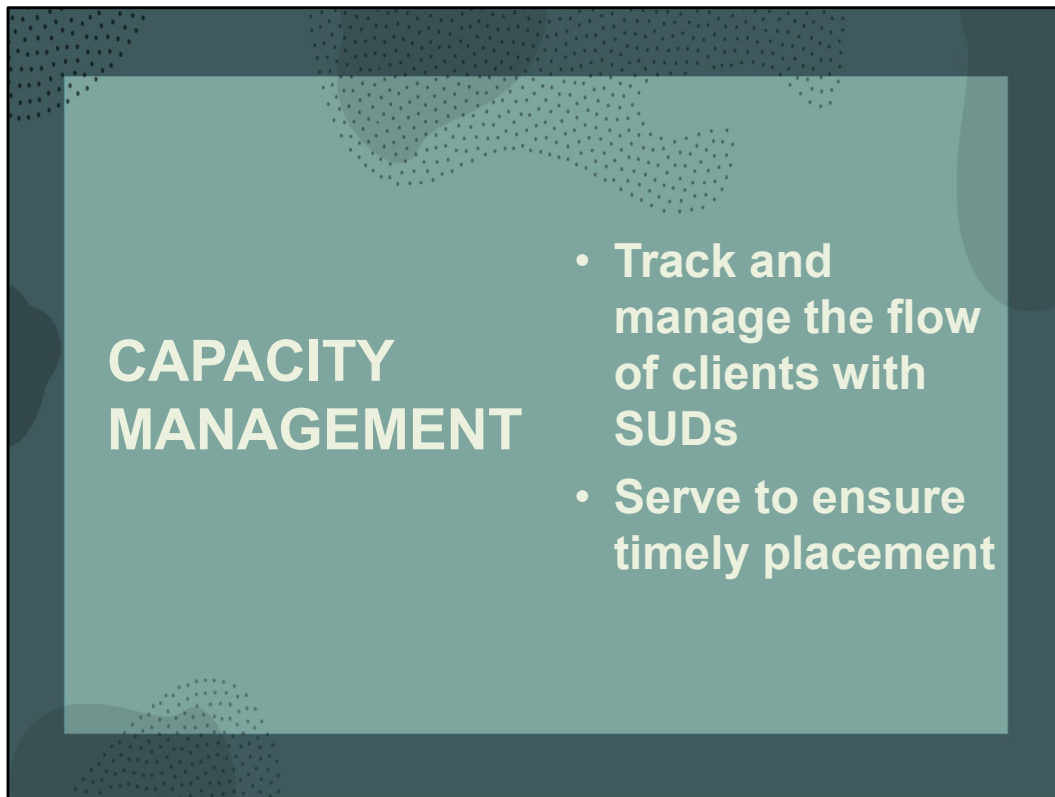 CAPACITY
MANAGEMENT
• Track and
manage the flow
of clients with
SUDs
• Serve to ensure
timely placement